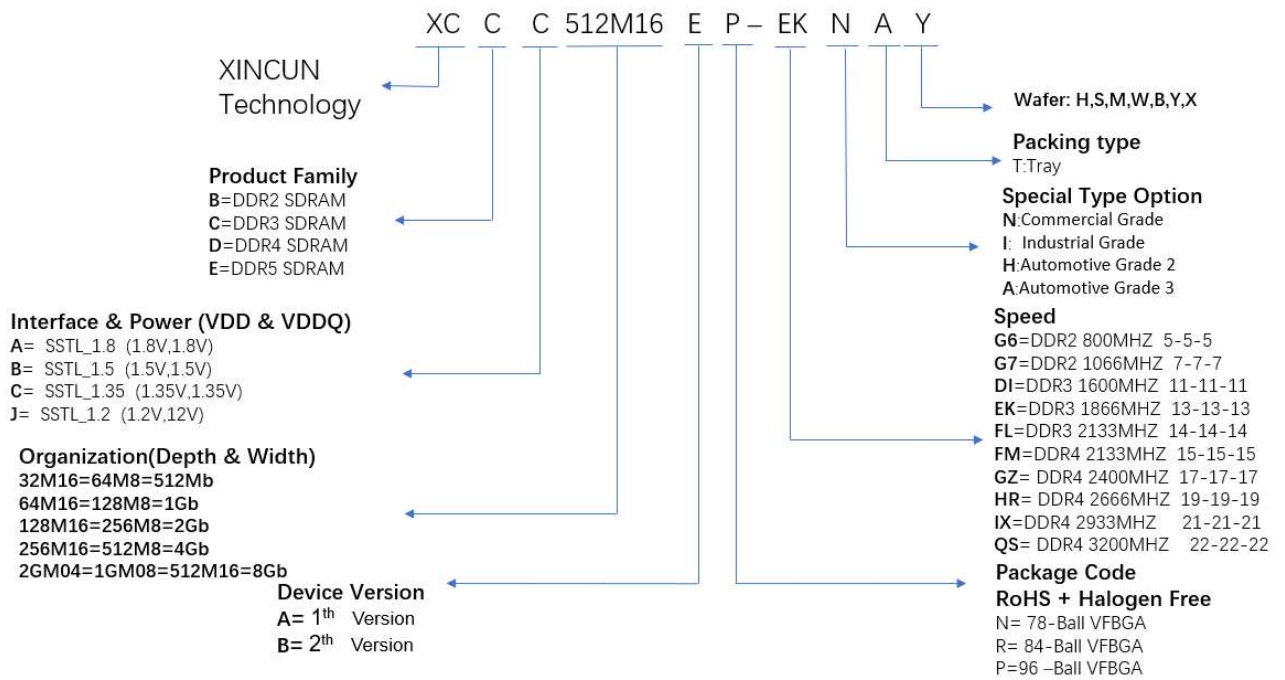 XC C C 512M16 E P – EK N A Y
XINCUN
Technology
Product Family
B=DDR2 SDRAM
C=DDR3 SDRAM
D=DDR4 SDRAM
E=DDR5 SDRAM
Interface & Power (VDD & VDDQ)
A= SSTL_1.8 (1.8V,1.8V)
B= SSTL_1.5 (1.5V,1.5V)
C= SSTL_1.35 (1.35V,1.35V)
J= SSTL_1.2 (1.2V,12V)
Organization(Depth & Width)
32M16=64M8=512Mb
64M16=128M8=1Gb
128M16=256M8=2Gb
256M16=512M8=4Gb
2GM04=1GM08=512M16=8Gb
Device Version
A= 1th Version
B= 2th Version
Wafer: H,S,M,W,B,Y,X
Packing type
T:Tray
Special Type Option
N:Commercial Grade
I: Industrial Grade
H:Automotive Grade 2
A:Automotive Grade 3
Speed
G6=DDR2 800MHZ 5-5-5
G7=DDR2 1066MHZ 7-7-7
DI=DDR3 1600MHZ 11-11-11
EK=DDR3 1866MHZ 13-13-13
FL=DDR3 2133MHZ 14-14-14
FM=DDR4 2133MHZ 15-15-15
GZ= DDR4 2400MHZ 17-17-17
HR= DDR4 2666MHZ 19-19-19
IX=DDR4 2933MHZ 21-21-21
QS= DDR4 3200MHZ 22-22-22
Package Code
RoHS + Halogen Free
N= 78-Ball VFBGA
R= 84-Ball VFBGA
P=96 –Ball VFBGA